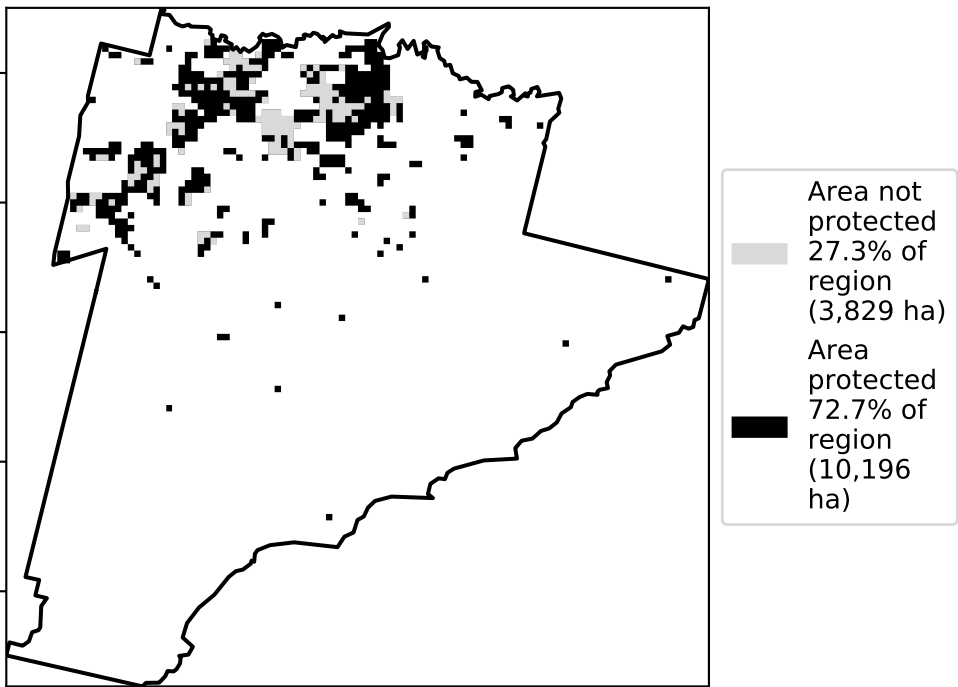 Area not
protected
27.3% of
region
(3,829 ha)
Area
protected
72.7% of
region
(10,196
ha)